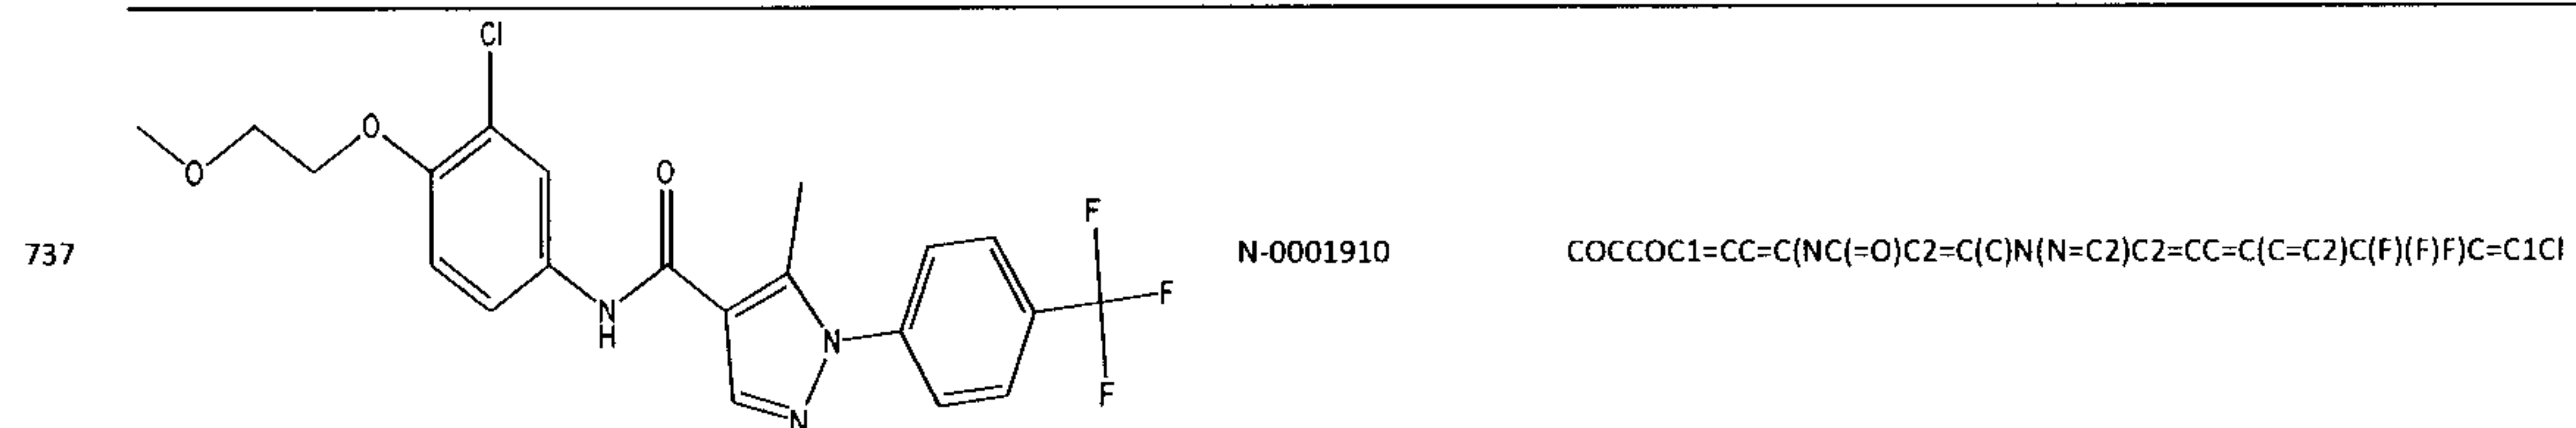 Cl
O
O
O
F
737
N-0001910
COCCOC1=CC=C(NC(=O)C2=C(C)N(N=C2)C2=CC=C(C=C2)C(F)(F)F)C=C1Cl
F
N
H
N
F
N